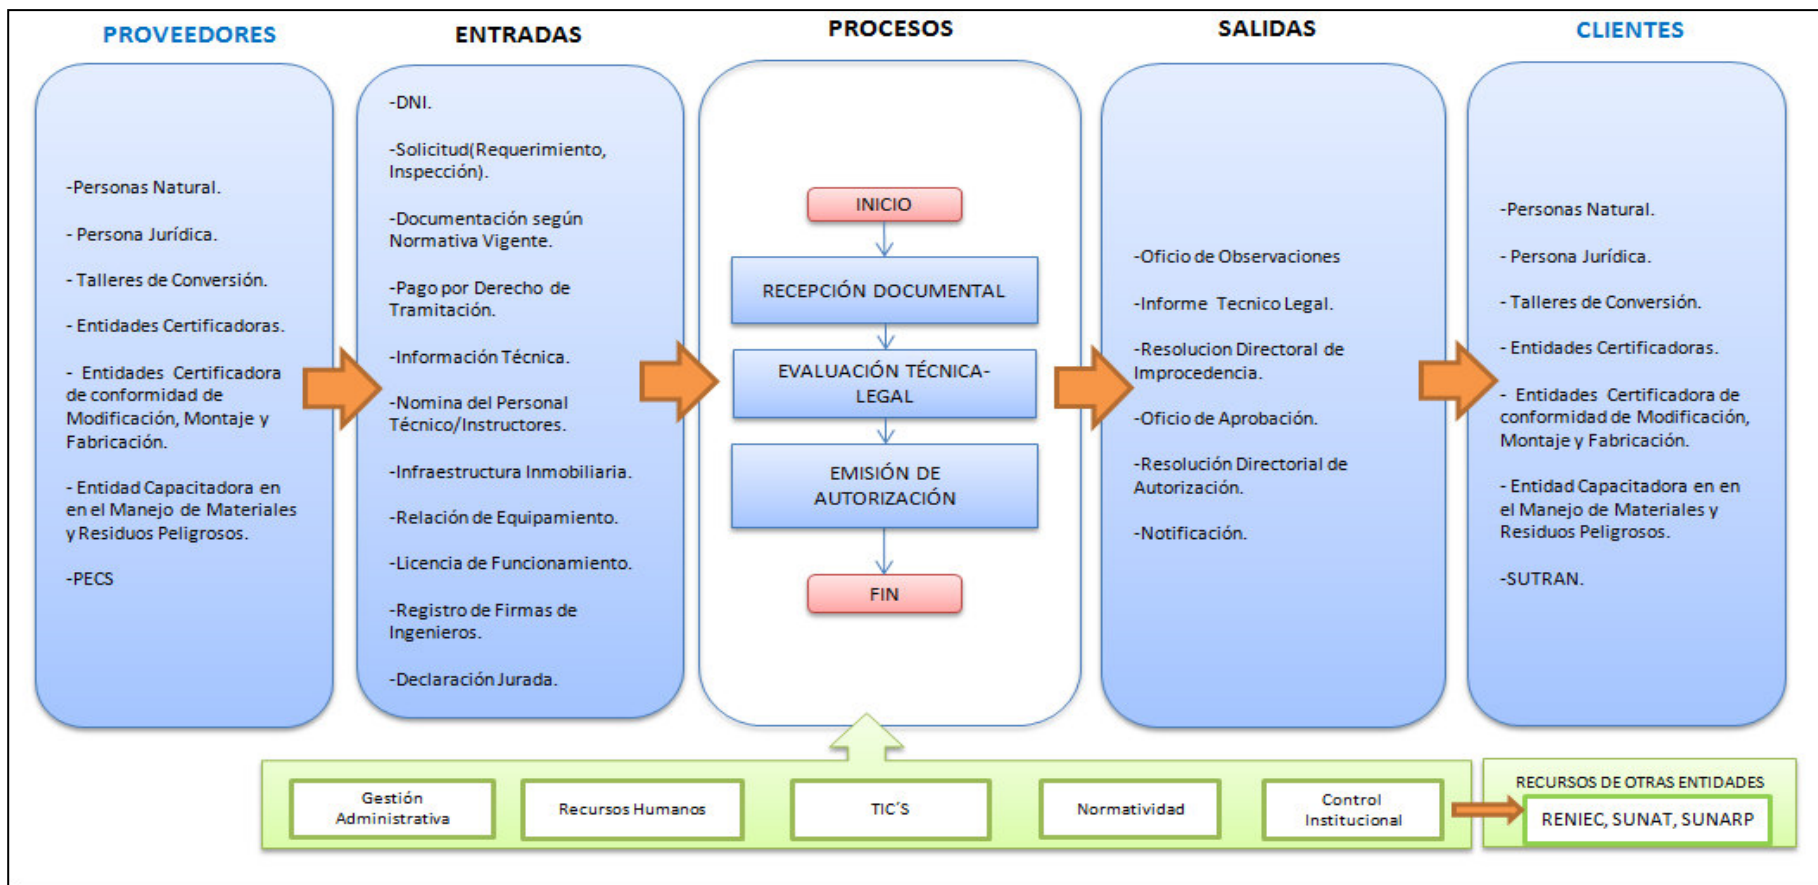 PROVEEDORES
-Personas Natural.
- Persona Jurídica.
- Talleres de Conversión.
- Entidades Certificadoras.
- Entidades Certificadora
de conformidad de
Modificación, Montaje y
Fabricación.
- Entidad Capacitadora en
en el Manejo de Materiales
y Residuos Peligrosos.
-PECS
ENTRADAS
-DNI.
-Solicitud(Requerimiento,
Inspección).
-Documentación según
Normativa Vigente.
-Pago por Derecho de
Tramitación.
-Información Técnica.
-Nomina del Personal
Técnico/Instructores.
-Infraestructura Inmobiliaria.
-Relación de Equipamiento.
-Licencia de Funcionamiento.
-Registro de Firmas de
Ingenieros.
-Declaración Jurada.
PROCESOS
INICIO
RECEPCIÓN DOCUMENTAL
EVALUACIÓN TÉCNICA-
LEGAL
EMISIÓN DE
AUTORIZACIÓN
FIN
SALIDAS
-Oficio de Observaciones
-Informe Tecnico Legal.
-Resolucion Directoral de
Improcedencia.
-Oficio de Aprobación.
-Resolución Directorial de
Autorización.
-Notificación.
CLIENTES
-Personas Natural.
- Persona Jurídica.
- Talleres de Conversión.
- Entidades Certificadoras.
- Entidades Certificadora de
conformidad de Modificación,
Montaje y Fabricación.
- Entidad Capacitadora en en
el Manejo de Materiales y
Residuos Peligrosos.
-SUTRAN.
Gestión
Administrativa
Recursos Humanos
TIC´S
Normatividad
Control
Institucional
RECURSOS DE OTRAS ENTIDADES
RENIEC, SUNAT, SUNARP